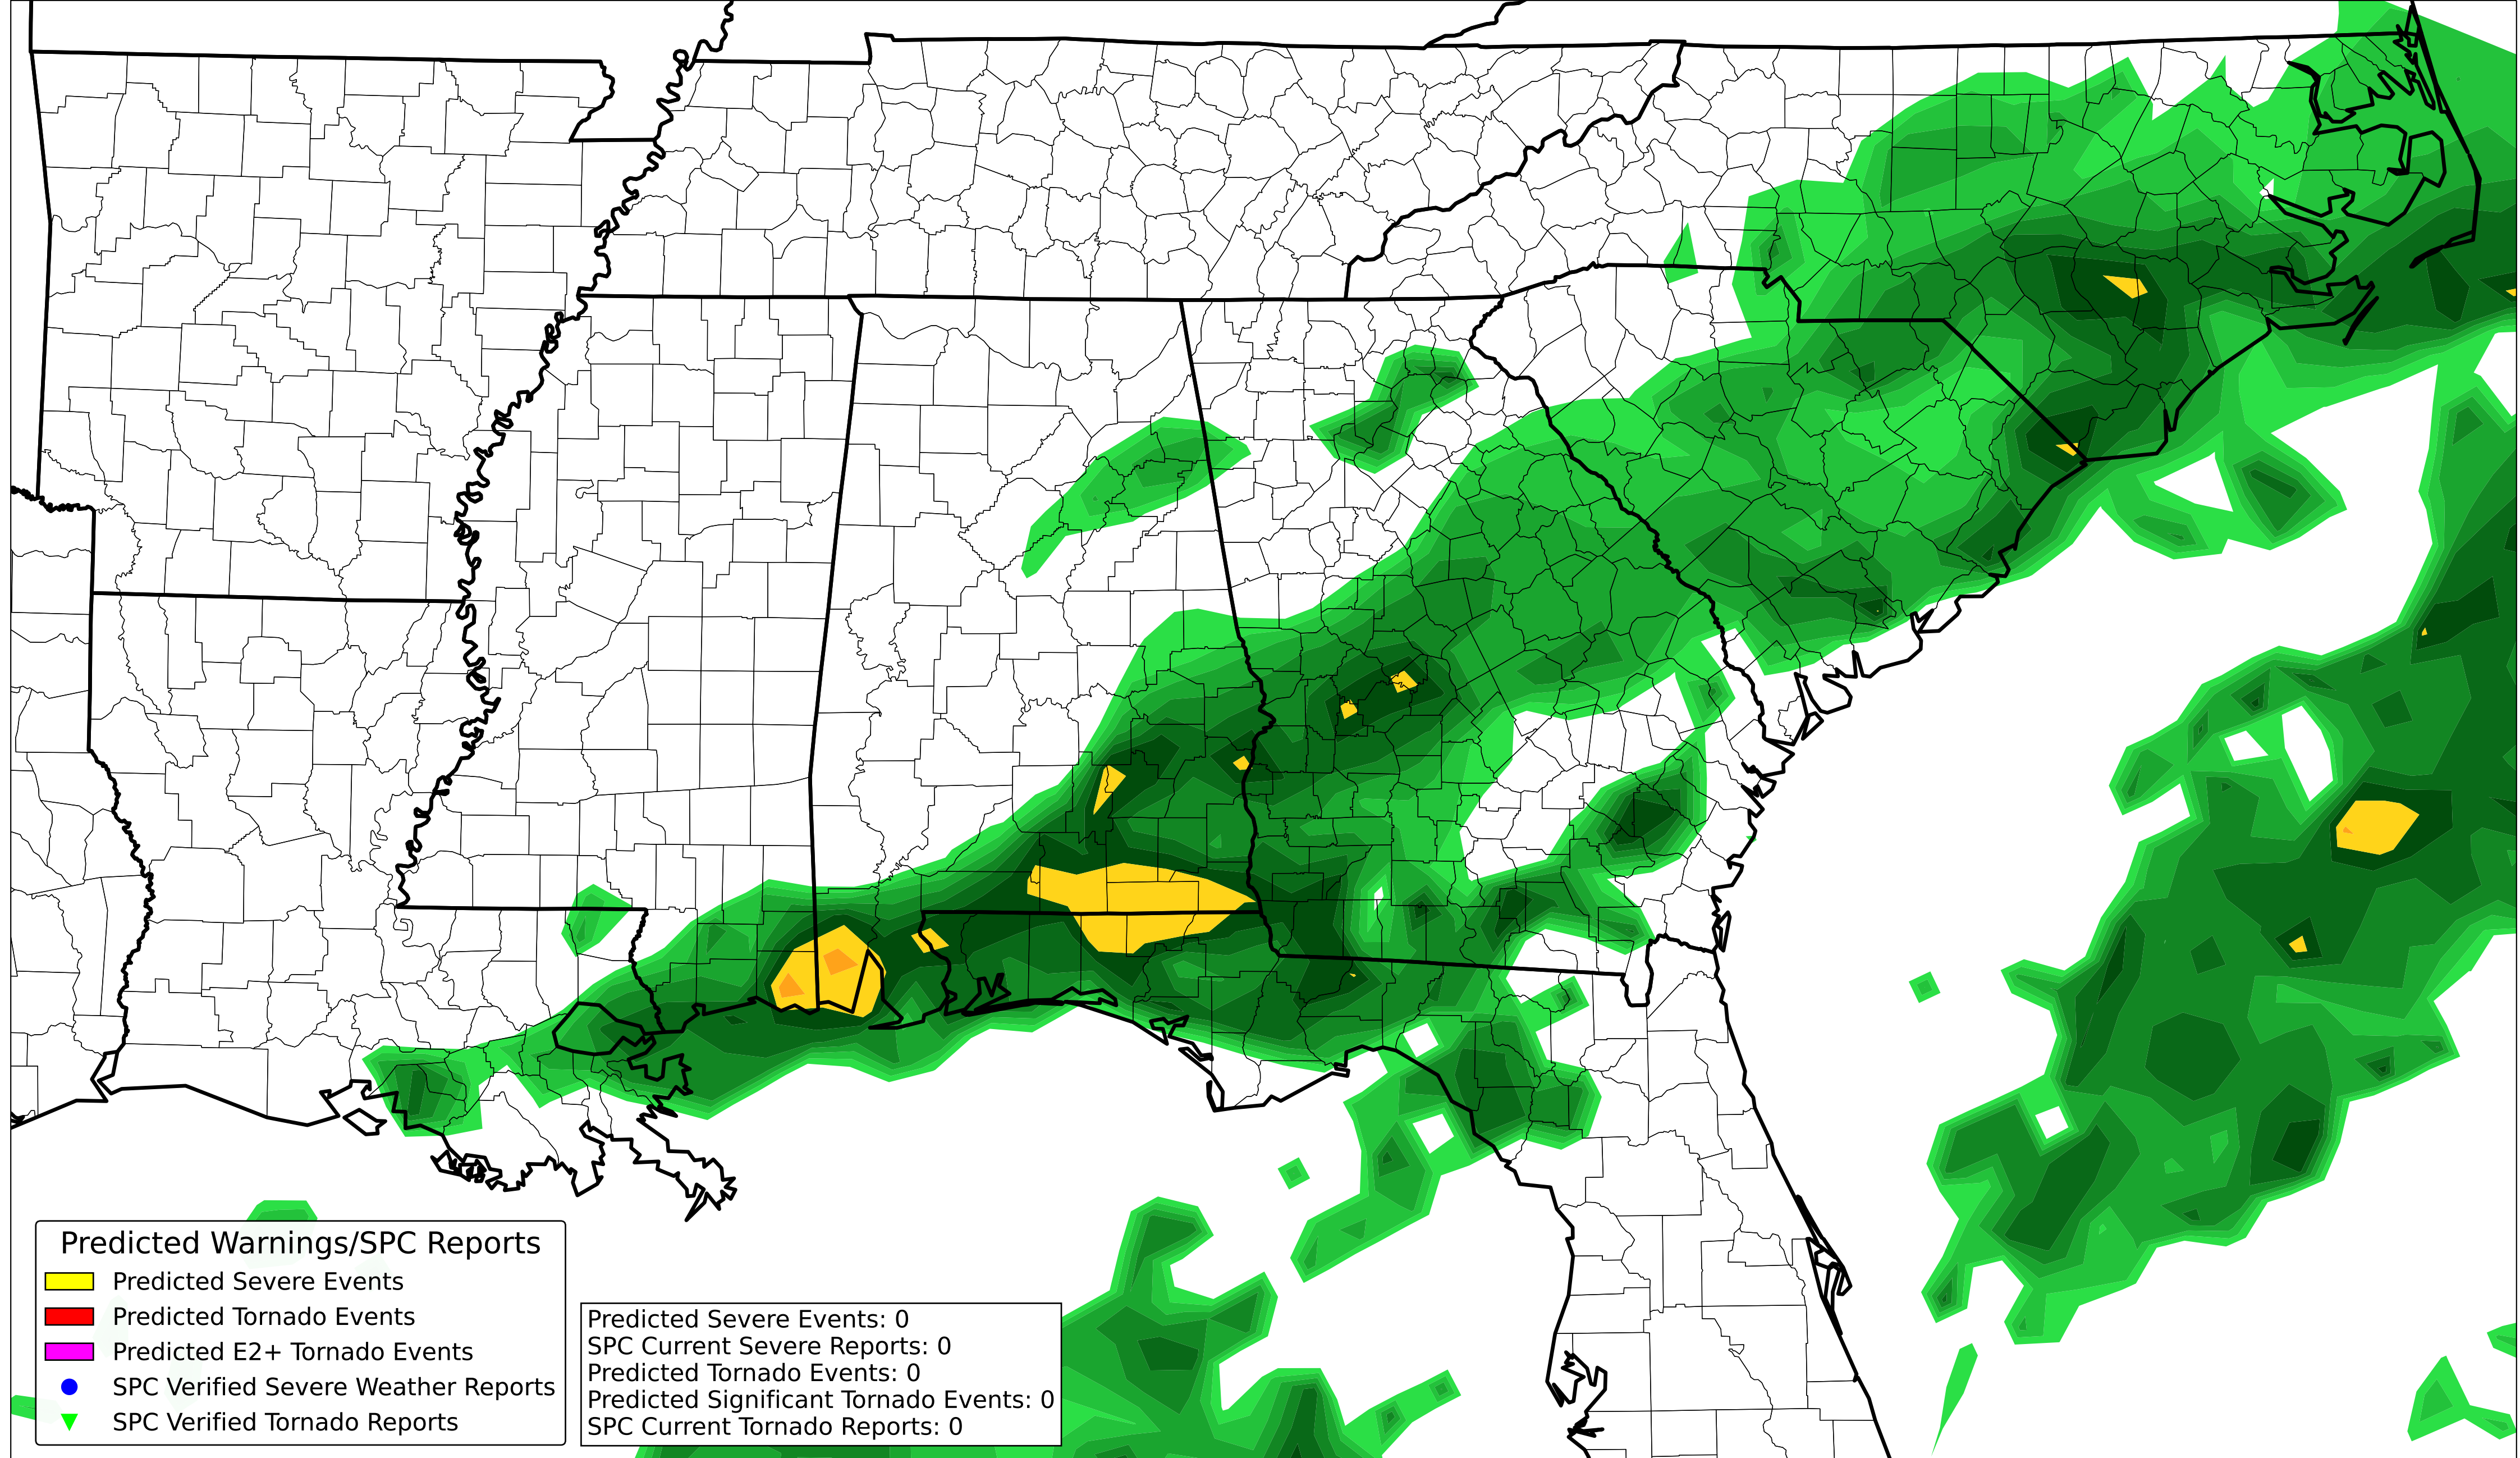 Predicted Warnings/SPC Reports
Predicted Severe Events
Predicted Tornado Events
Predicted E2+ Tornado Events
SPC Verified Severe Weather Reports
SPC Verified Tornado Reports
Predicted Severe Events: 0
SPC Current Severe Reports: 0
Predicted Tornado Events: 0
Predicted Significant Tornado Events: 0
SPC Current Tornado Reports: 0